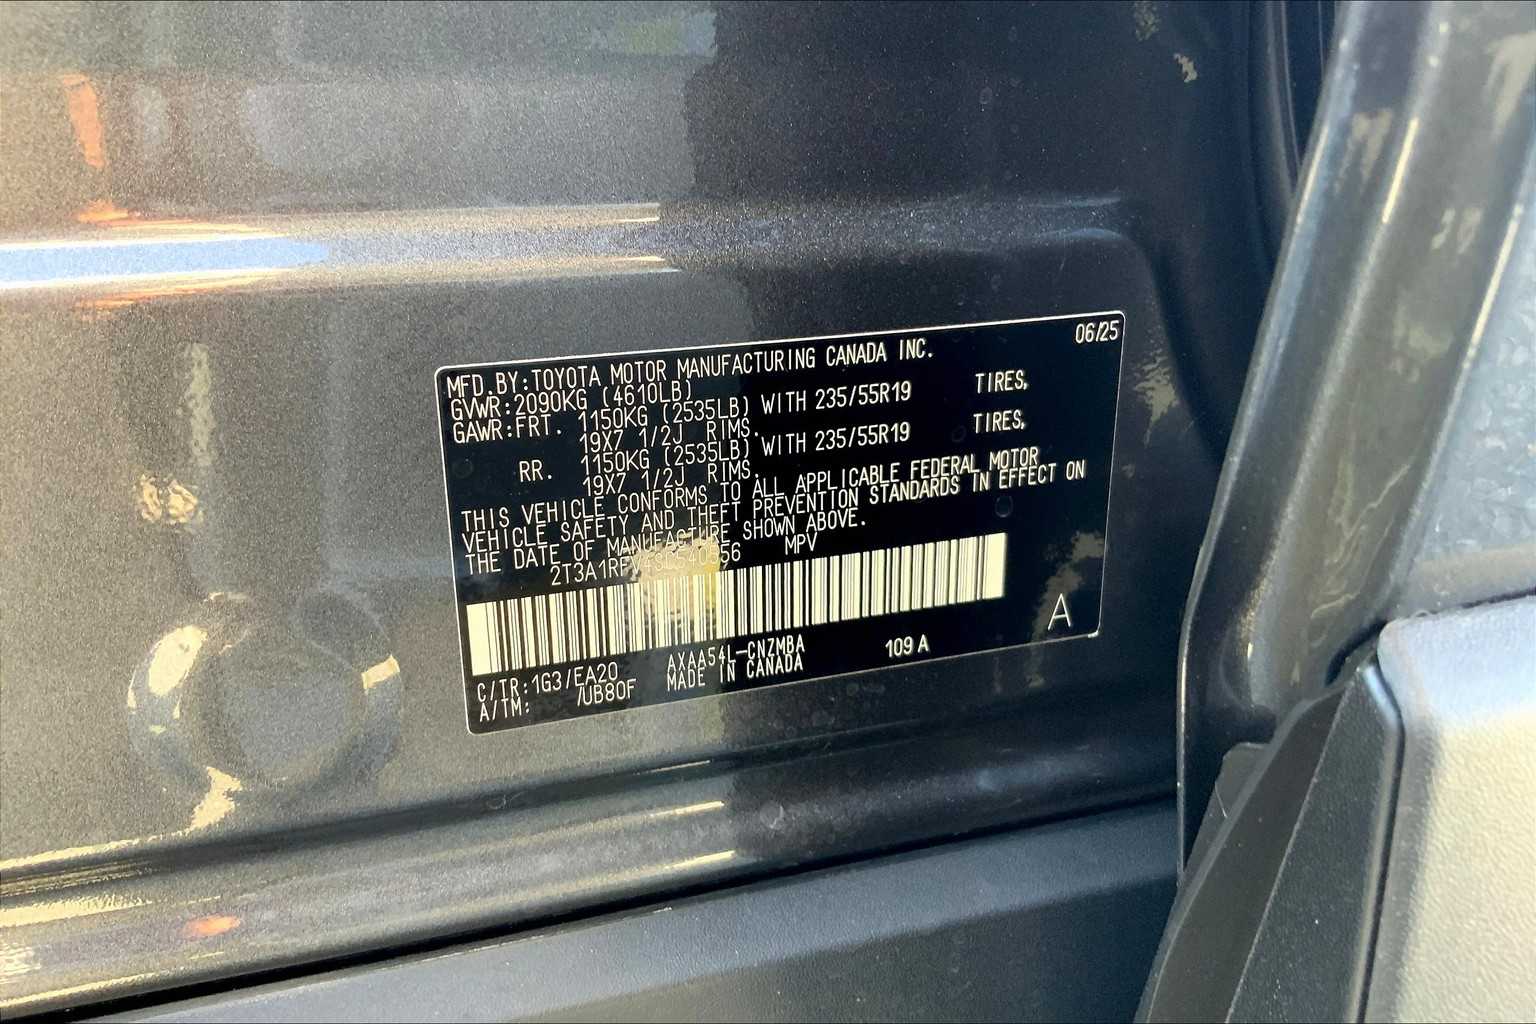 06/25
MFD.BY:TOYOTA MOTOR MANUFACTURING CANADA INC.
GVWR:2090KG (4610LB)
GAWR:FRT. 1150KG (2535LB) WITH 235/55R19 TIRES,
19X7 1/2J RIMS.
RR. 1150KG (2535LB) WITH 235/55R19 TIRES,
19X7 1/2J RIMS.
THIS VEHICLE CONFORMS TO ALL APPLICABLE FEDERAL MOTOR
VEHICLE SAFETY AND THEFT PREVENTION STANDARDS IN EFFECT ON
THE DATE OF MANUFACTURE SHOWN ABOVE.
MPV
A
C/TR:1G3/EA20 AXAA54L-CNZMBA 109 A
A/TM: /UB80F MADE IN CANADA